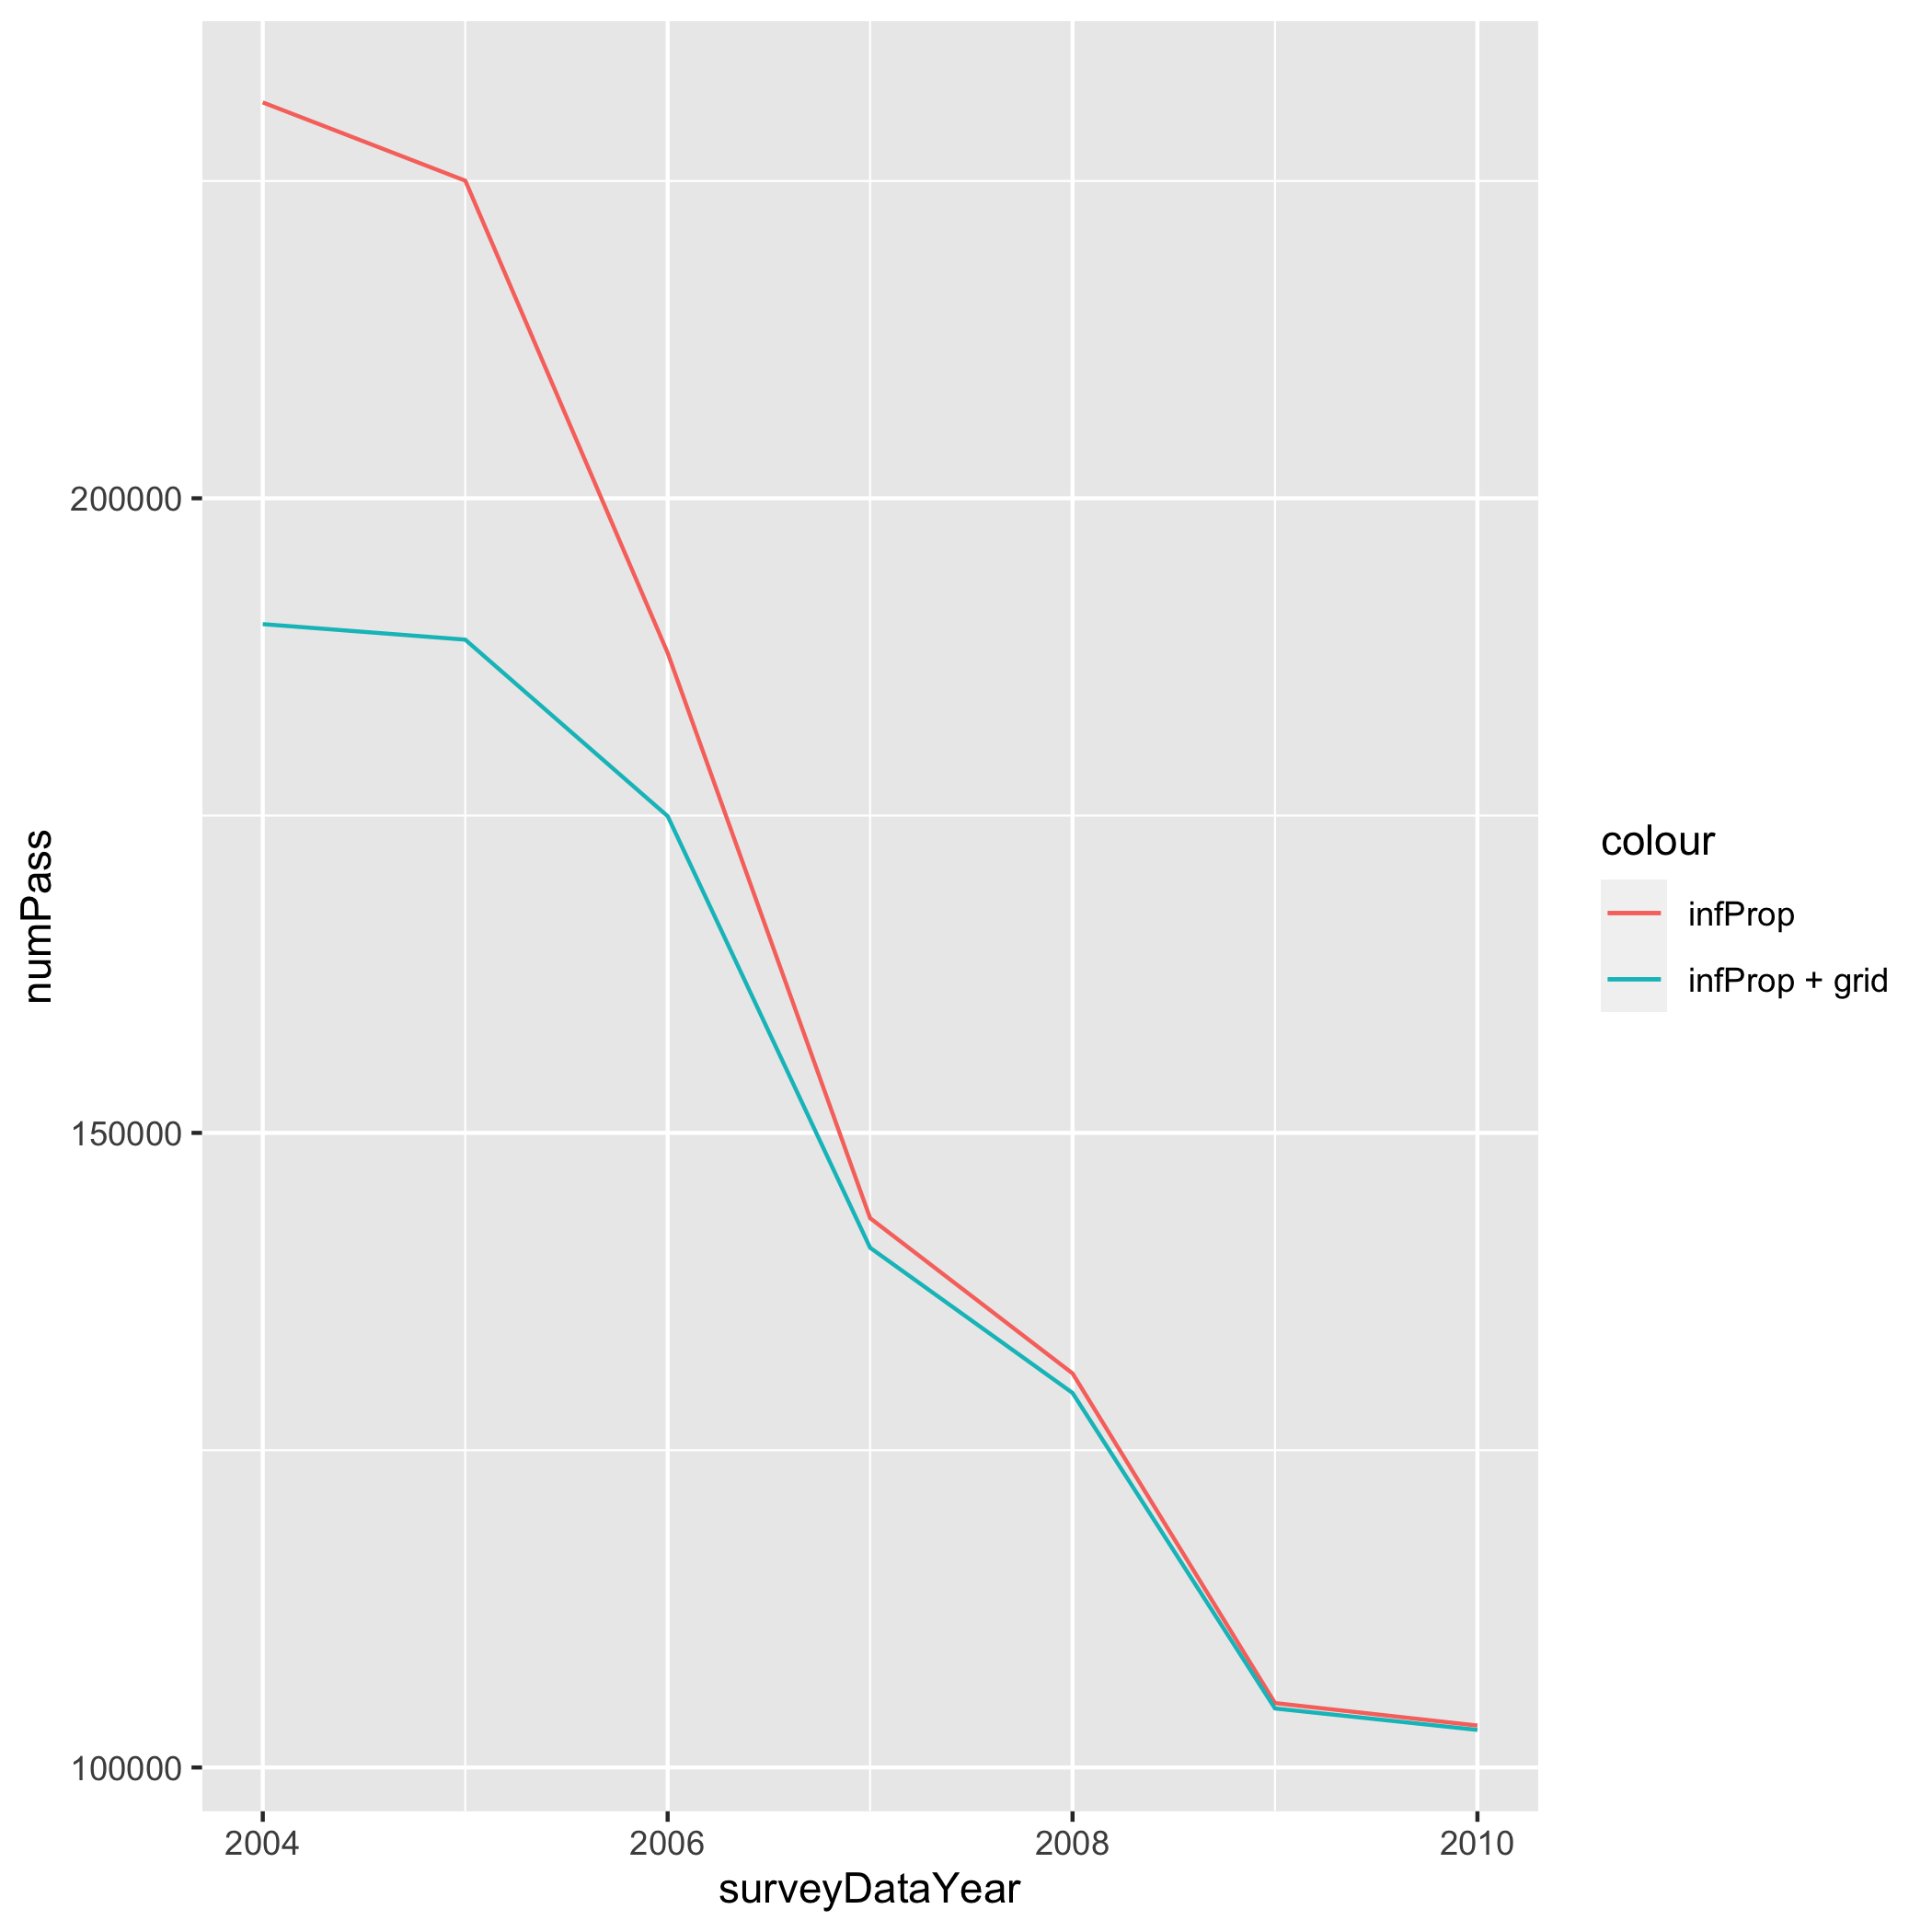 numPass
200000
150000
100000
2004
2006
2008
2010
surveyDataYear
colour
infProp
infProp + grid